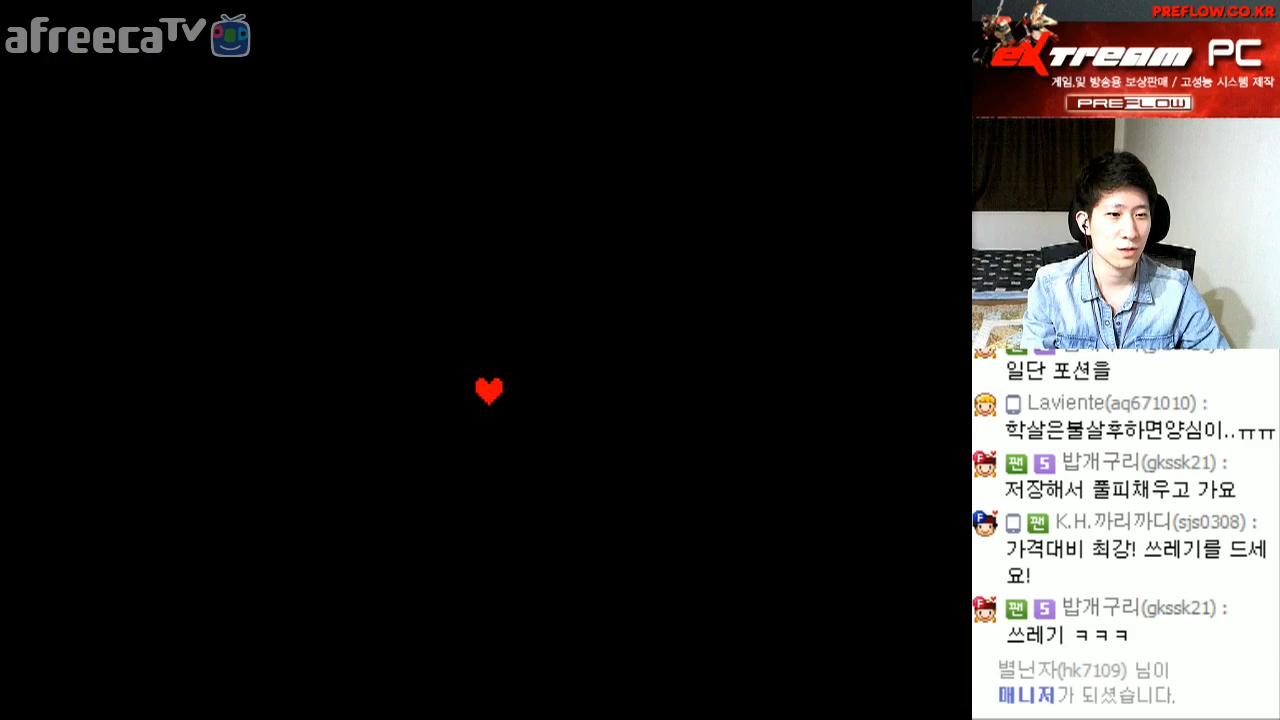 afreecaTV
PREFLOW.CO.KR
eXTREAM PC
게임,및 방송용 보상판매 / 고성능 시스템 제작
PREFLOW
일단 포션을
Laviente(aq671010) :
학살은불살후하면양심이..ㅠㅠ
팬 5 밥개구리(gkssk21) :
저장해서 풀피채우고 가요
팬 K.H.까리까디(sjs0308) :
가격대비 최강! 쓰레기를 드세
요!
팬 5 밥개구리(gkssk21) :
쓰레기 ㅋㅋㅋ
별넌자(hk7109) 님이
매니저가 되셨습니다.